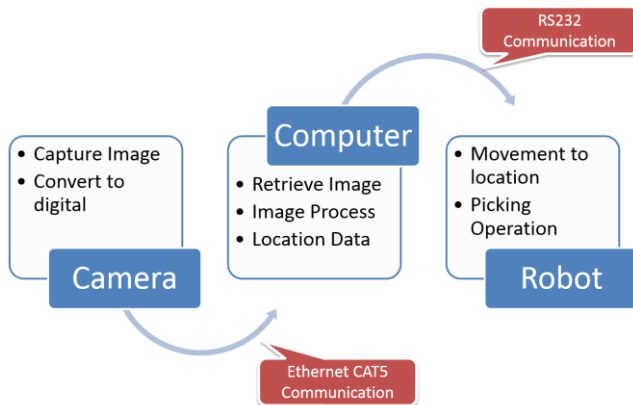 RS232
Communication
Computer
• Capture Image
• Convert to
digital
• Retrieve Image
• Image Process
• Location Data
• Movement to
location
• Picking
Operation
Camera
Robot
Ethernet CAT5
Communication